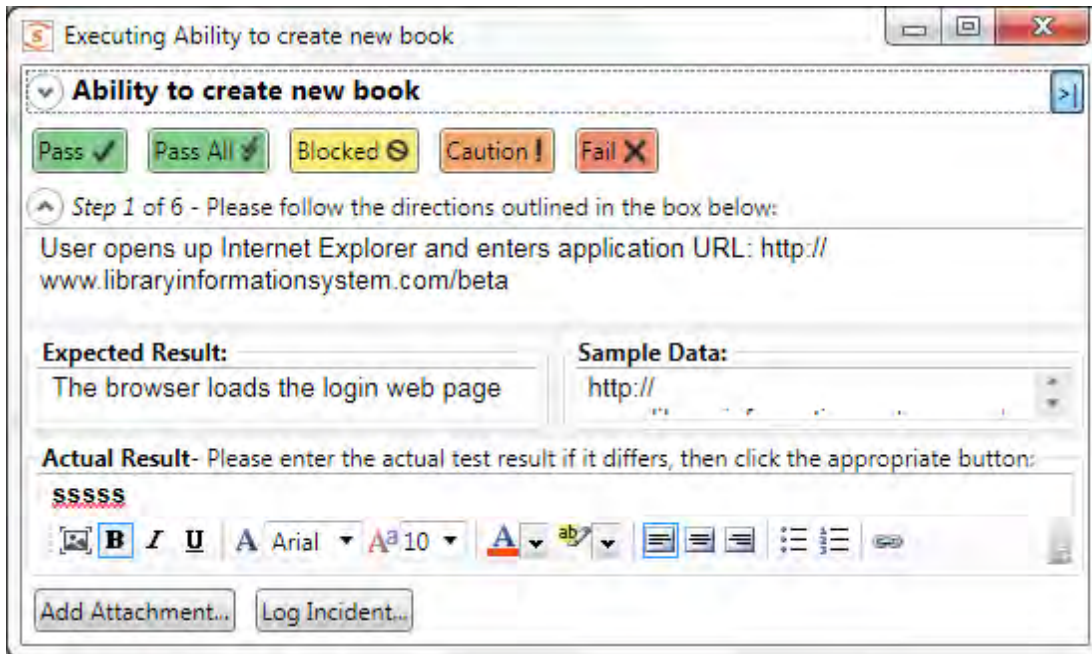 Executing Ability to create new book
Ability to create new book
Pass Pass All Blocked Caution ! Fail
Step 1 of 6 - Please follow the directions outlined in the box below:
User opens up Internet Explorer and enters application URL: http://
www.libraryinformationsystem.com/beta
Expected Result: Sample Data:
The browser loads the login web page http://
Actual Result- Please enter the actual test result if it differs, then click the appropriate button:
sssss
B I U A Arial Aa 10 A ab
Add Attachment... Log Incident...